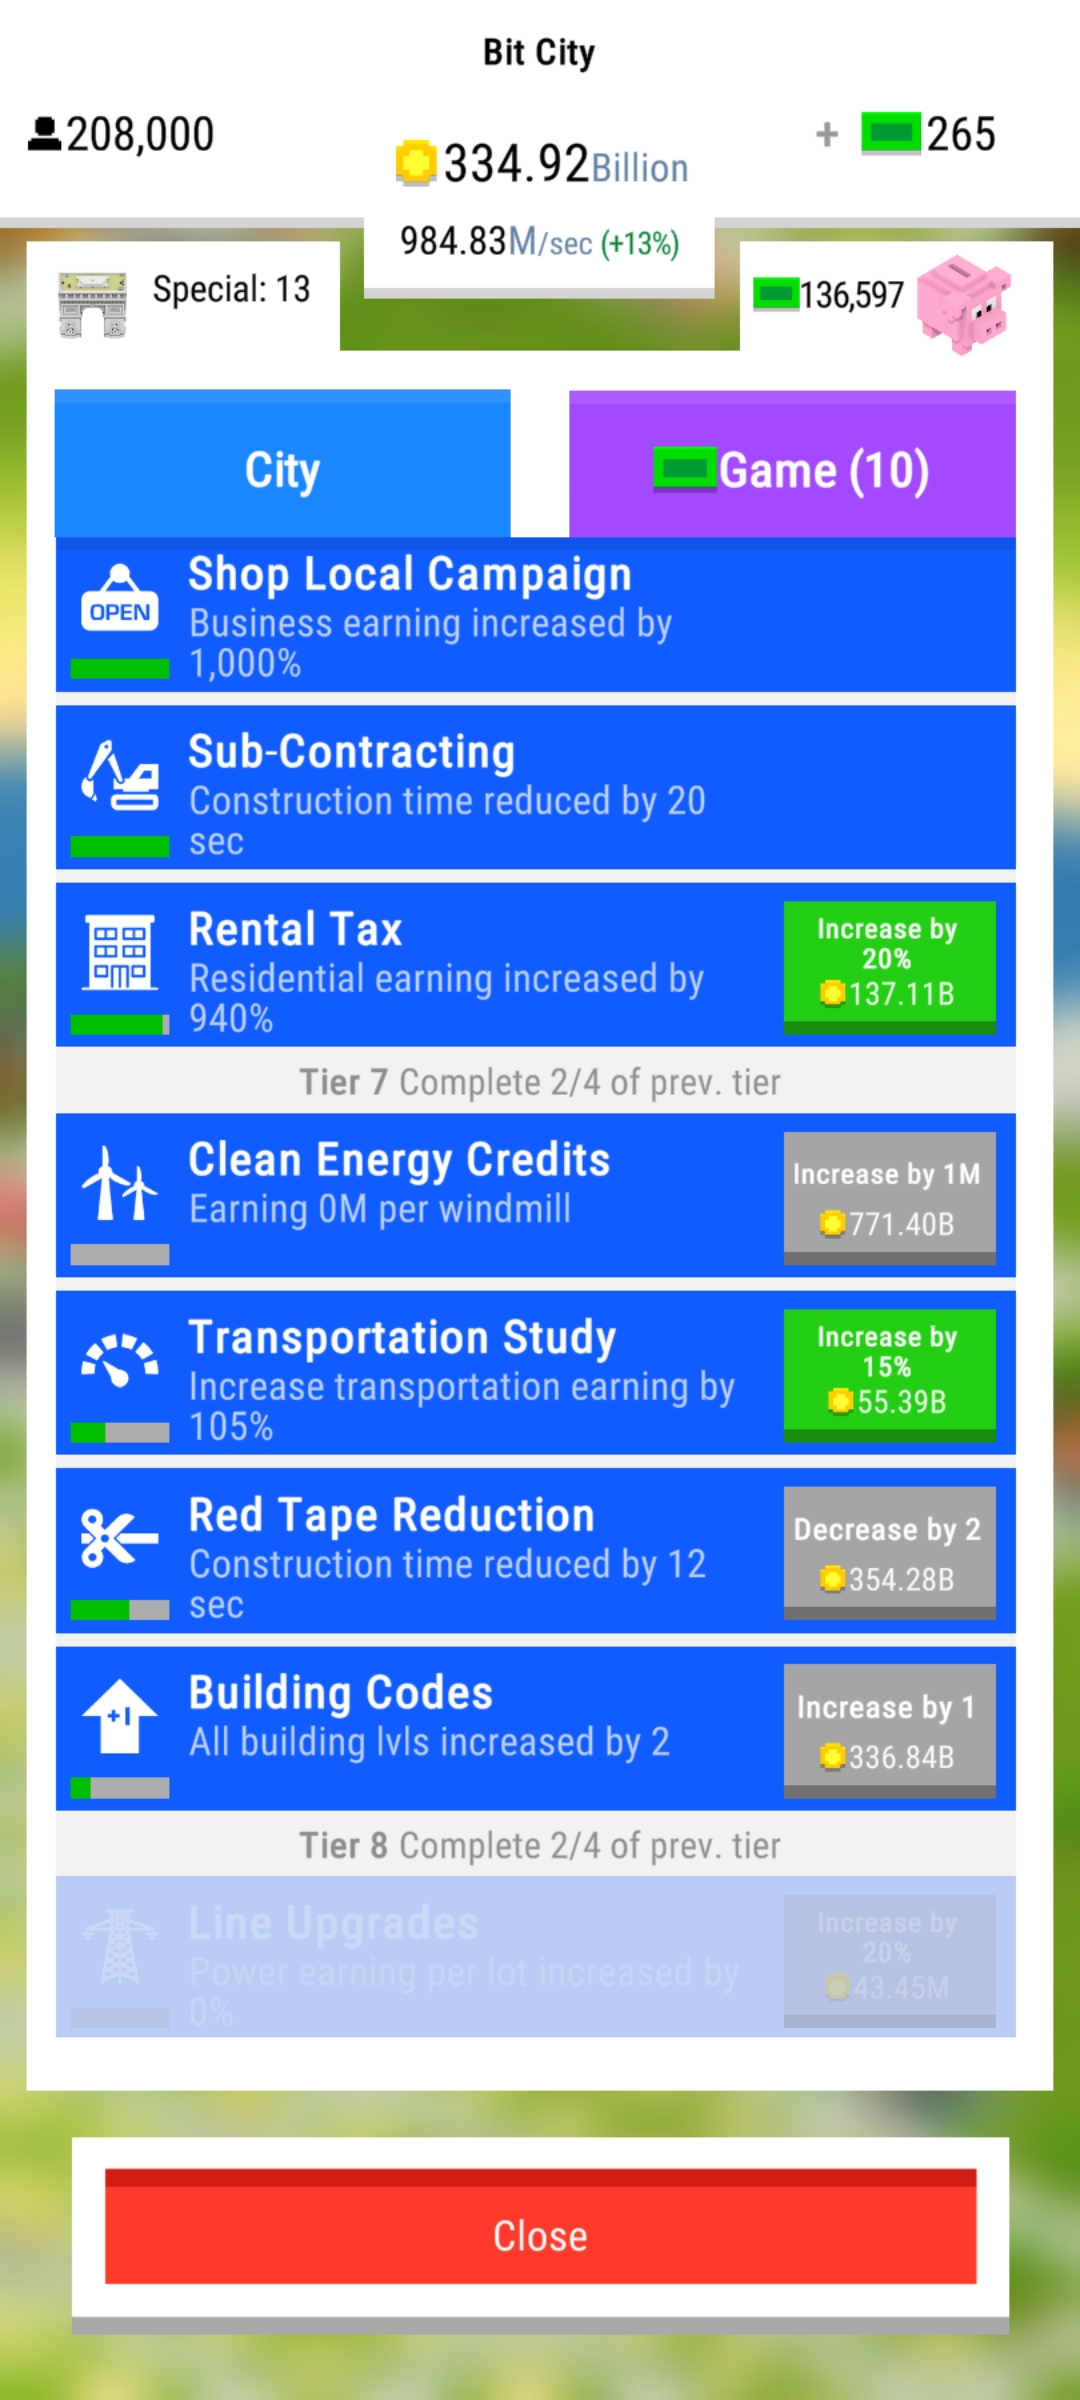 Bit City
208,000
334.92Billion
+ 265
984.83M/sec (+13%)
Special: 13
136,597
City
Game (10)
OPEN
Shop Local Campaign
Business earning increased by
1,000%
Sub-Contracting
Construction time reduced by 20
sec
Rental Tax
Residential earning increased by
940%
Increase by
20%
137.11B
Tier 7 Complete 2/4 of prev. tier
Clean Energy Credits
Earning 0M per windmill
Increase by 1M
771.40B
Transportation Study
Increase transportation earning by
105%
Increase by
15%
55.39B
Red Tape Reduction
Construction time reduced by 12
sec
Decrease by 2
354.28B
+1
Building Codes
All building lvls increased by 2
Increase by 1
336.84B
Tier 8 Complete 2/4 of prev. tier
Line Upgrades
Power earning per lot increased by
0%
Increase by
20%
43.45M
Close